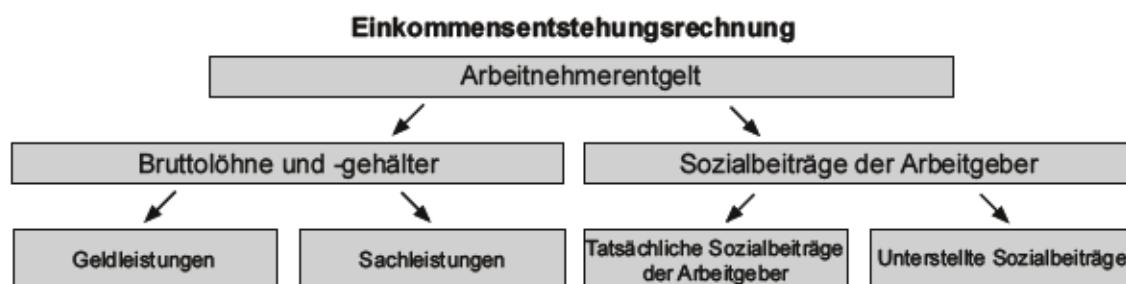 Einkommensentstehungsrechnung
Arbeitnehmerentgelt
Bruttolöhne und -gehälter
Sozialbeiträge der Arbeitgeber
Geldleistungen
Sachleistungen
Tatsächliche Sozialbeiträge
der Arbeitgeber
Unterstellte Sozialbeiträge